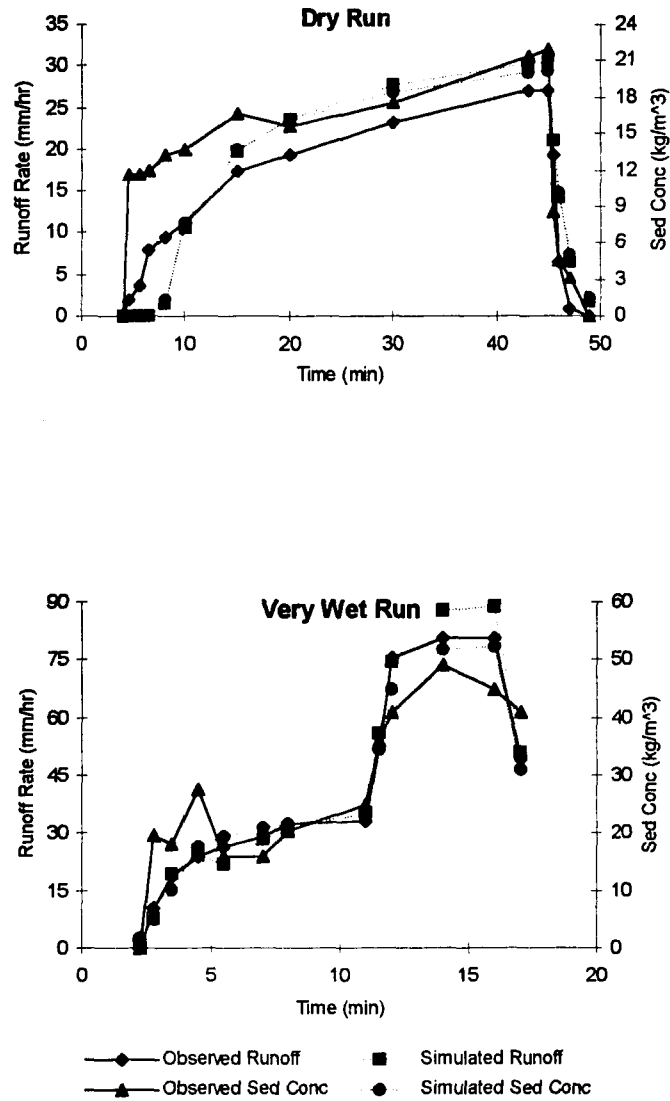 Dry Run
Runoff Rate (mm/hr)
35
30
25
20
15
10
5
0
24
21
18
15
12
9
6
3
0
Sed Conc (kg/m^3)
0 10 20 30 40 50
Time (min)
Very Wet Run
Runoff Rate (mm/hr)
90
75
60
45
30
15
0
60
50
40
30
20
10
0
Sed Conc (kg/m^3)
0 5 10 15 20
Time (min)
Observed Runoff Simulated Runoff
Observed Sed Conc Simulated Sed Conc